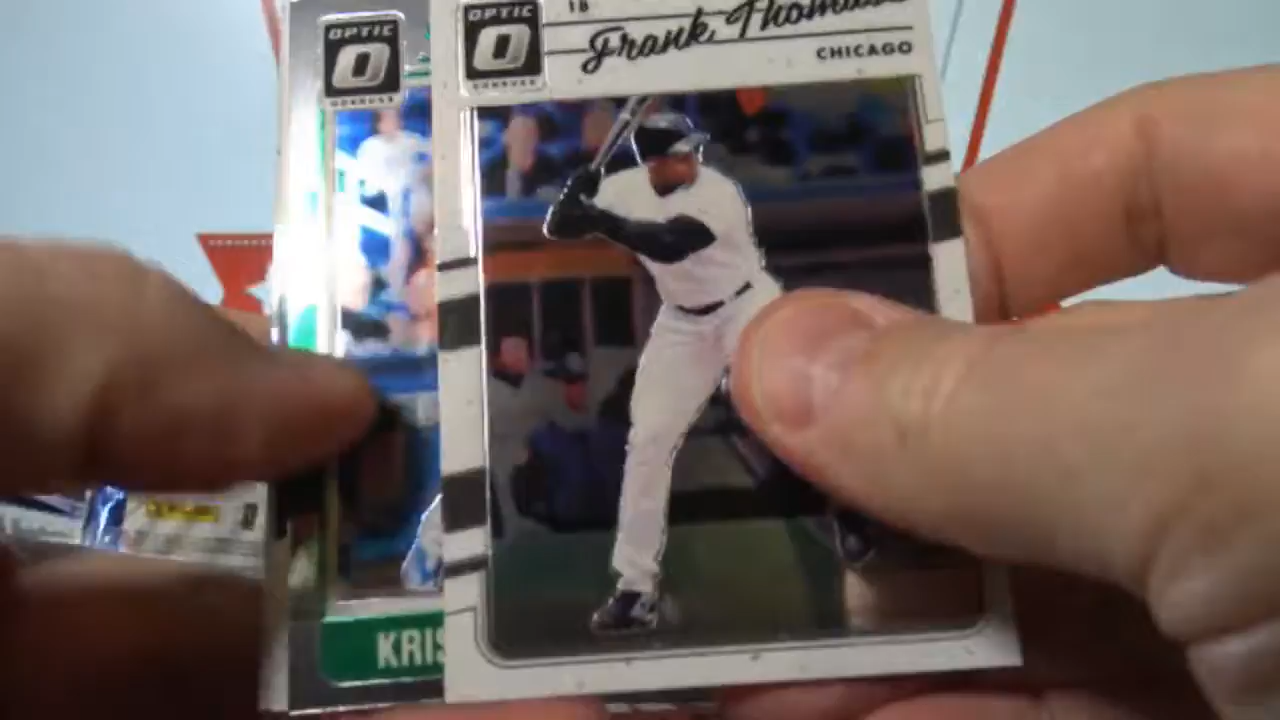 OPTIC
DONRUSS
KRIS
OPTIC
DONRUSS
1B
Frank Thomas
CHICAGO